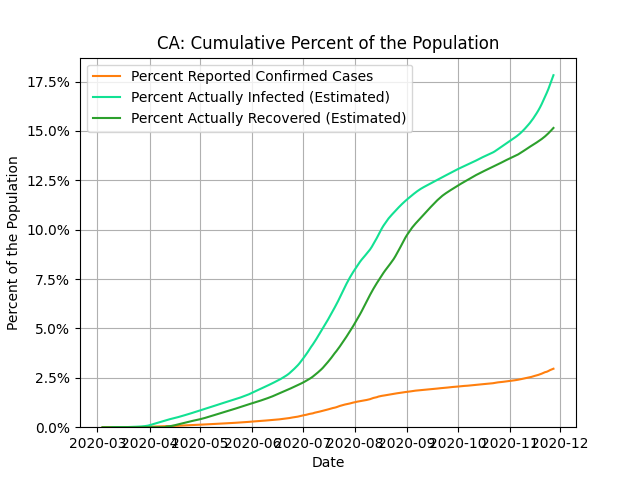 CA: Cumulative Percent of the Population
Percent Reported Confirmed Cases
Percent Actually Infected (Estimated)
Percent Actually Recovered (Estimated)
Percent of the Population
17.5%
15.0%
12.5%
10.0%
7.5%
5.0%
2.5%
0.0%
2020-03 2020-04 2020-05 2020-06 2020-07 2020-08 2020-09 2020-10 2020-11 2020-12
Date